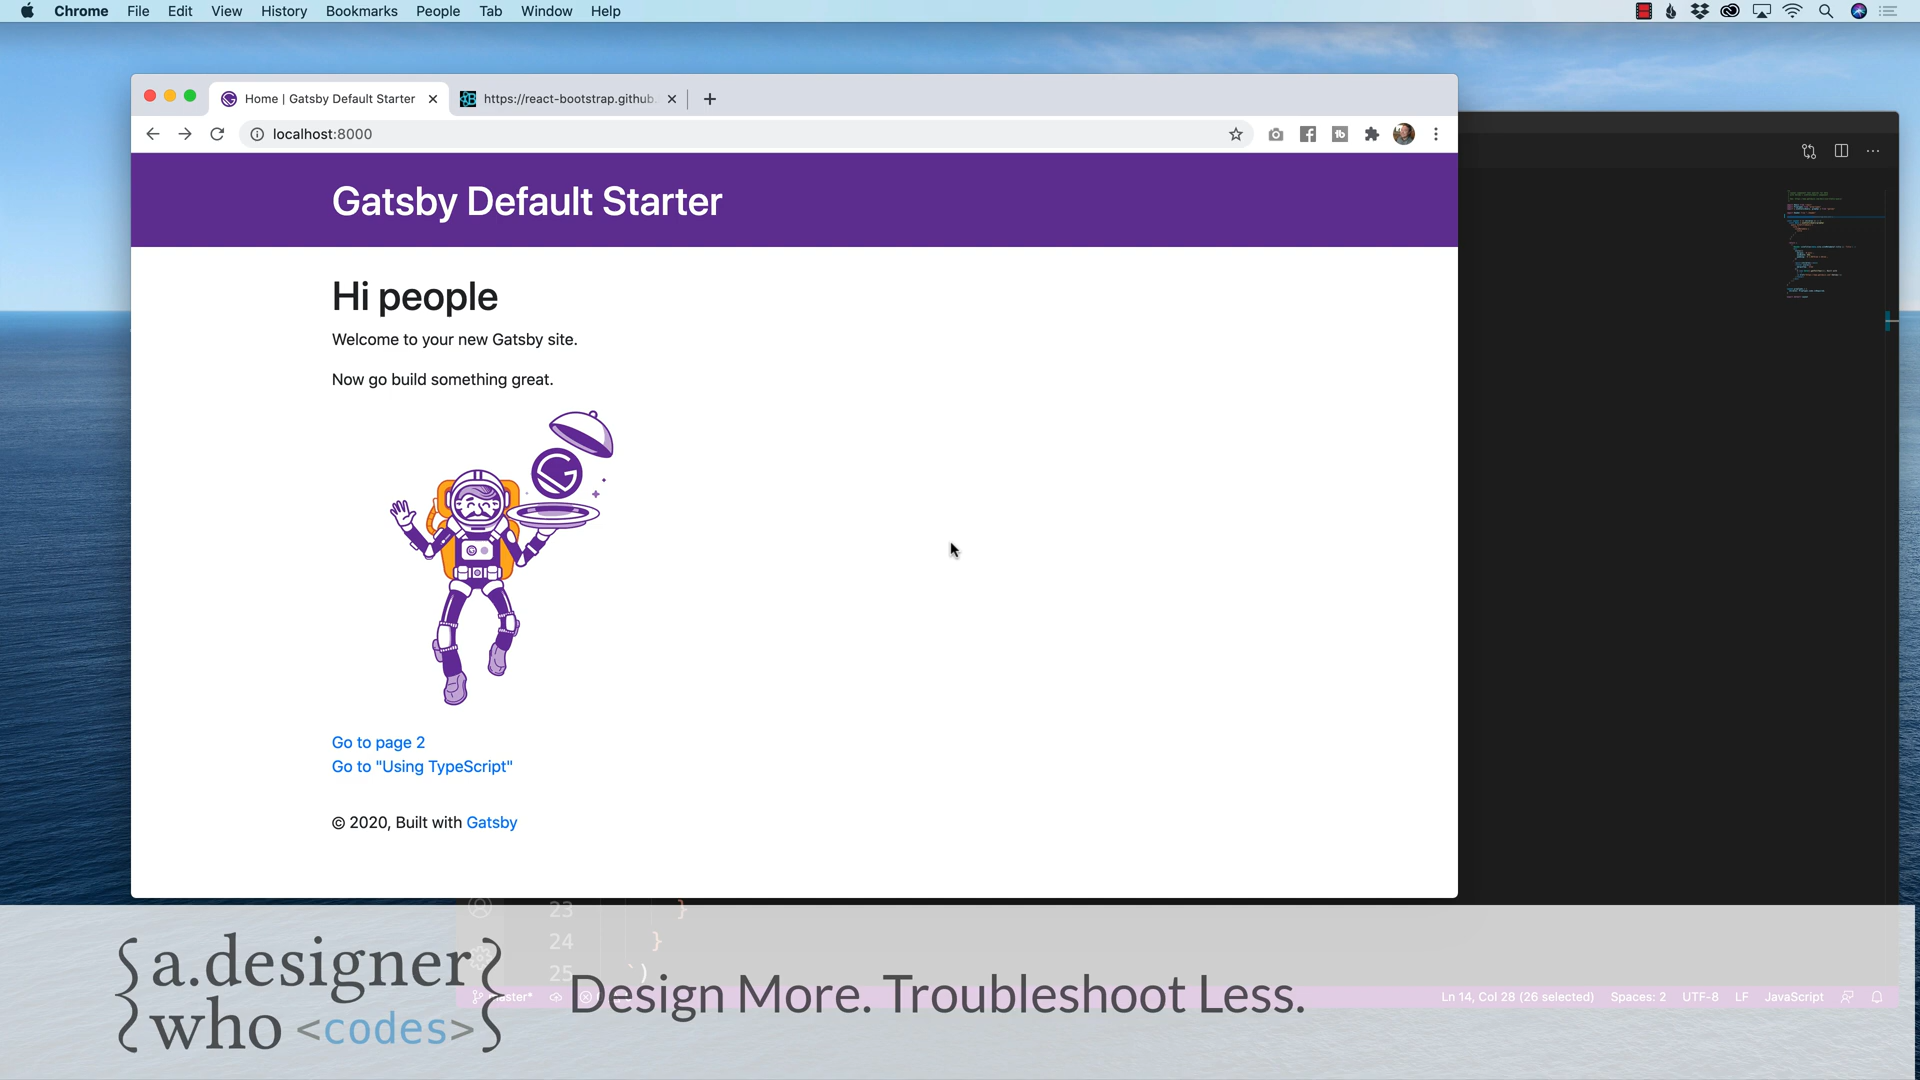 Chrome File Edit View History Bookmarks People Tab Window Help
Home | Gatsby Default Starter
https://react-bootstrap.github.
localhost:8000
Gatsby Default Starter
Hi people
Welcome to your new Gatsby site.
Now go build something great.
Go to page 2
Go to "Using TypeScript"
© 2020, Built with Gatsby
23 }
24 }
25 `)
{a.designer
who <codes>}
Design More. Troubleshoot Less.
Ln 14, Col 28 (26 selected) Spaces: 2 UTF-8 LF JavaScript